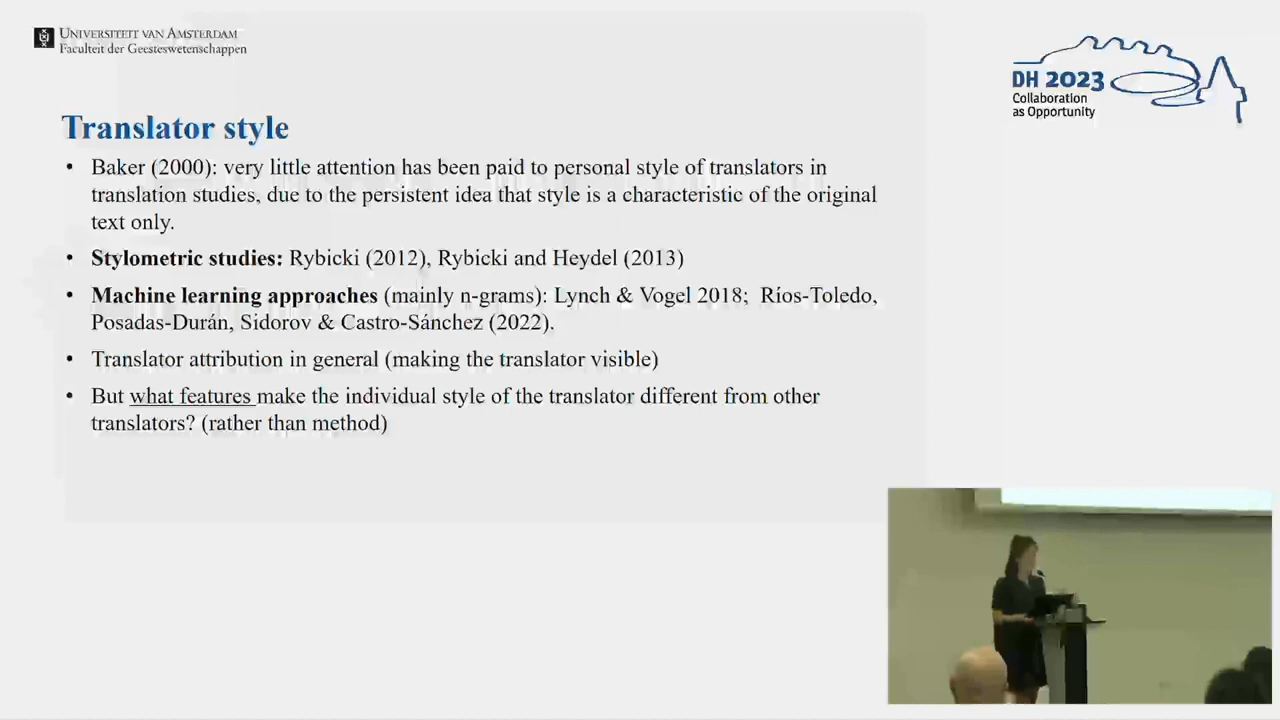 UNIVERSITEIT VAN AMSTERDAM
Faculteit der Geesteswetenschappen
DH 2023
Collaboration
as Opportunity
Translator style
• Baker (2000): very little attention has been paid to personal style of translators in
translation studies, due to the persistent idea that style is a characteristic of the original
text only.
• Stylometric studies: Rybicki (2012), Rybicki and Heydel (2013)
• Machine learning approaches (mainly n-grams): Lynch & Vogel 2018; Ríos-Toledo,
Posadas-Durán, Sidorov & Castro-Sánchez (2022).
• Translator attribution in general (making the translator visible)
• But what features make the individual style of the translator different from other
translators? (rather than method)